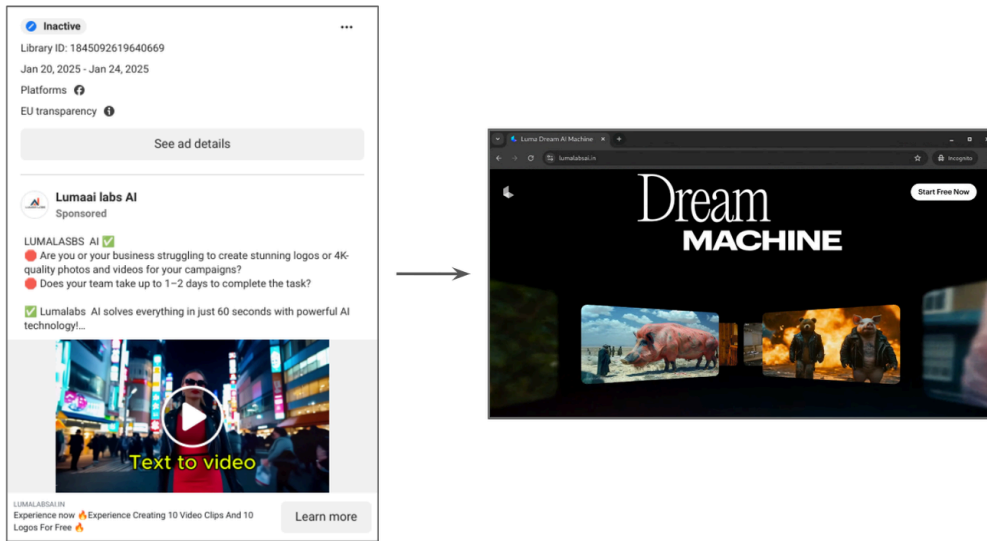 Inactive
Library ID: 1845092619640669
Jan 20, 2025 - Jan 24, 2025
Platforms
EU transparency
See ad details
Lumaai labs AI
Sponsored
LUMALASBS AI ✅
🔴 Are you or your business struggling to create stunning logos or 4K-
quality photos and videos for your campaigns?
🔴 Does your team take up to 1–2 days to complete the task?
✅ Lumalabs AI solves everything in just 60 seconds with powerful AI
technology!...
Text to video
LUMALABSAI.IN
Experience now 🔥Experience Creating 10 Video Clips And 10
Logos For Free 🔥
Learn more
Luma Dream AI Machine
lumalabsai.in
Incognito
Start Free Now
Dream
MACHINE